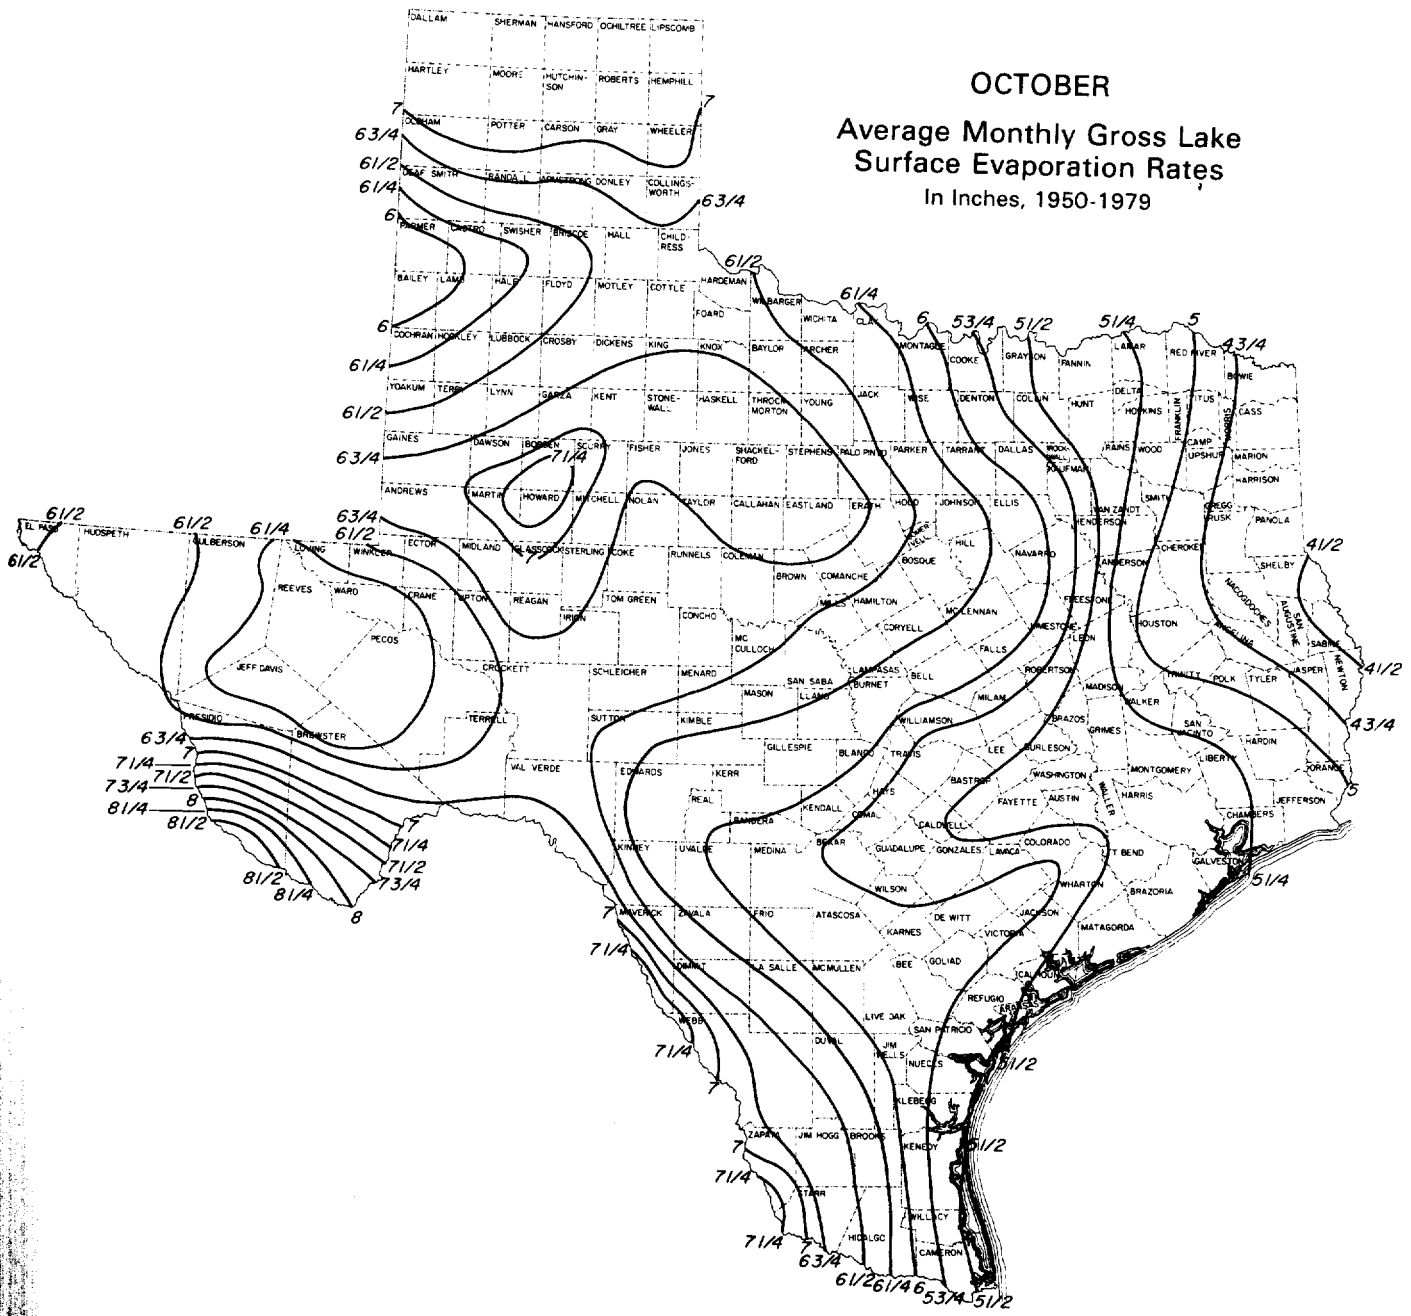 OCTOBER
Average Monthly Gross Lake
Surface Evaporation Rates
In Inches, 1950-1979
DALLAM SHERMAN HANSFORD OCHILTREE LIPSCOMB
HARTLEY MOORE HUTCHIN-SON ROBERTS HEMPHILL
7 7
OLDHAM POTTER CARSON GRAY WHEELER
63/4
61/2
DEAF SMITH RANDALL ARMSTRONG DONLEY COLLINGS-WORTH
61/4 63/4
6
PARMER CASTRO SWISHER BRISCOE HALL CHILD-RESS
61/2
BAILEY LAMB HALE FLOYD MOTLEY COTTLE HARDEMAN
61/4 6 53/4 51/2 51/4 5 43/4
FOARD WILBARGER WICHITA CLAY
6
COCHRAN HOCKLEY LUBBOCK CROSBY DICKENS KING KNOX BAYLOR ARCHER MONTAGUE COOKE GRAYSON FANNIN LAMAR RED RIVER BOWIE
61/4
YOAKUM TERRY LYNN GARZA KENT STONE-WALL HASKELL THROCK-MORTON YOUNG JACK WISE DENTON COLLIN HUNT DELTA HOPKINS FRANKLIN TITUS MORRIS CASS
61/2
GAINES DAWSON BORDEN SCURRY FISHER JONES SHACKEL-FORD STEPHENS PALO PINTO PARKER TARRANT DALLAS ROCK-WALL KAUFMAN RAINS WOOD CAMP UPSHUR MARION
63/4 71/4
HARRISON
ANDREWS MARTIN HOWARD MITCHELL NOLAN TAYLOR CALLAHAN EASTLAND ERATH HOOD JOHNSON ELLIS VAN ZANDT SMITH GREGG RUSK PANOLA
HENDERSON
61/2 61/2 61/4 63/4 61/2
EL PASO HUDSPETH CULBERSON LOVING WINKLER ECTOR MIDLAND GLASSCOCK STERLING COKE RUNNELS COLEMAN BROWN COMANCHE BOSQUE HILL NAVARRO ANDERSON CHEROKEE SHELBY
SOMER VELL
61/2 7 41/2
REEVES WARD CRANE UPTON REAGAN IRION TOM GREEN CONCHO MILLS HAMILTON MC LENNAN FREESTONE NACOGDOCHES SAN AUGUSTINE
JEFF DAVIS PECOS CROCKETT SCHLEICHER MENARD MC CULLOCH SAN SABA LAMPASAS CORYELL BELL FALLS LIMESTONE LEON HOUSTON ANGELINA SABINE
41/2
MASON LLANO BURNET MILAM ROBERTSON MADISON TRINITY POLK TYLER JASPER NEWTON
WALKER
PRESIDIO BREWSTER TERRELL SUTTON KIMBLE WILLIAMSON BRAZOS GRIMES SAN JACINTO HARDIN
43/4
63/4
7
GILLESPIE BLANCO TRAVIS LEE BURLESON LIBERTY
71/4
71/2
VAL VERDE EDWARDS KERR HAYS BASTROP WASHINGTON MONTGOMERY ORANGE
73/4
5
8
REAL KENDALL COMAL FAYETTE AUSTIN WALLER HARRIS JEFFERSON
81/4
81/2
BANDERA CALDWELL CHAMBERS
7
71/4
KINNEY UVALDE MEDINA BEXAR GUADALUPE GONZALES LAVACA COLORADO FT BEND GALVESTON
71/2
73/4
51/4
81/2 81/4 8
WILSON WHARTON BRAZORIA
7
MAVERICK ZAVALA FRIO ATASCOSA KARNES DE WITT JACKSON VICTORIA MATAGORDA
71/4
DIMMIT LA SALLE MCMULLEN BEE GOLIAD CALHOUN
REFUGIO ARANSAS
WEBB LIVE OAK SAN PATRICIO
71/4
DUVAL JIM WELLS NUECES
51/2
7
KLEBERG
7
ZAPATA JIM HOGG BROOKS KENEDY
51/2
71/4
STARR WILLACY
HIDALGO CAMERON
71/4 7 63/4 61/2 61/4 6 53/4 51/2